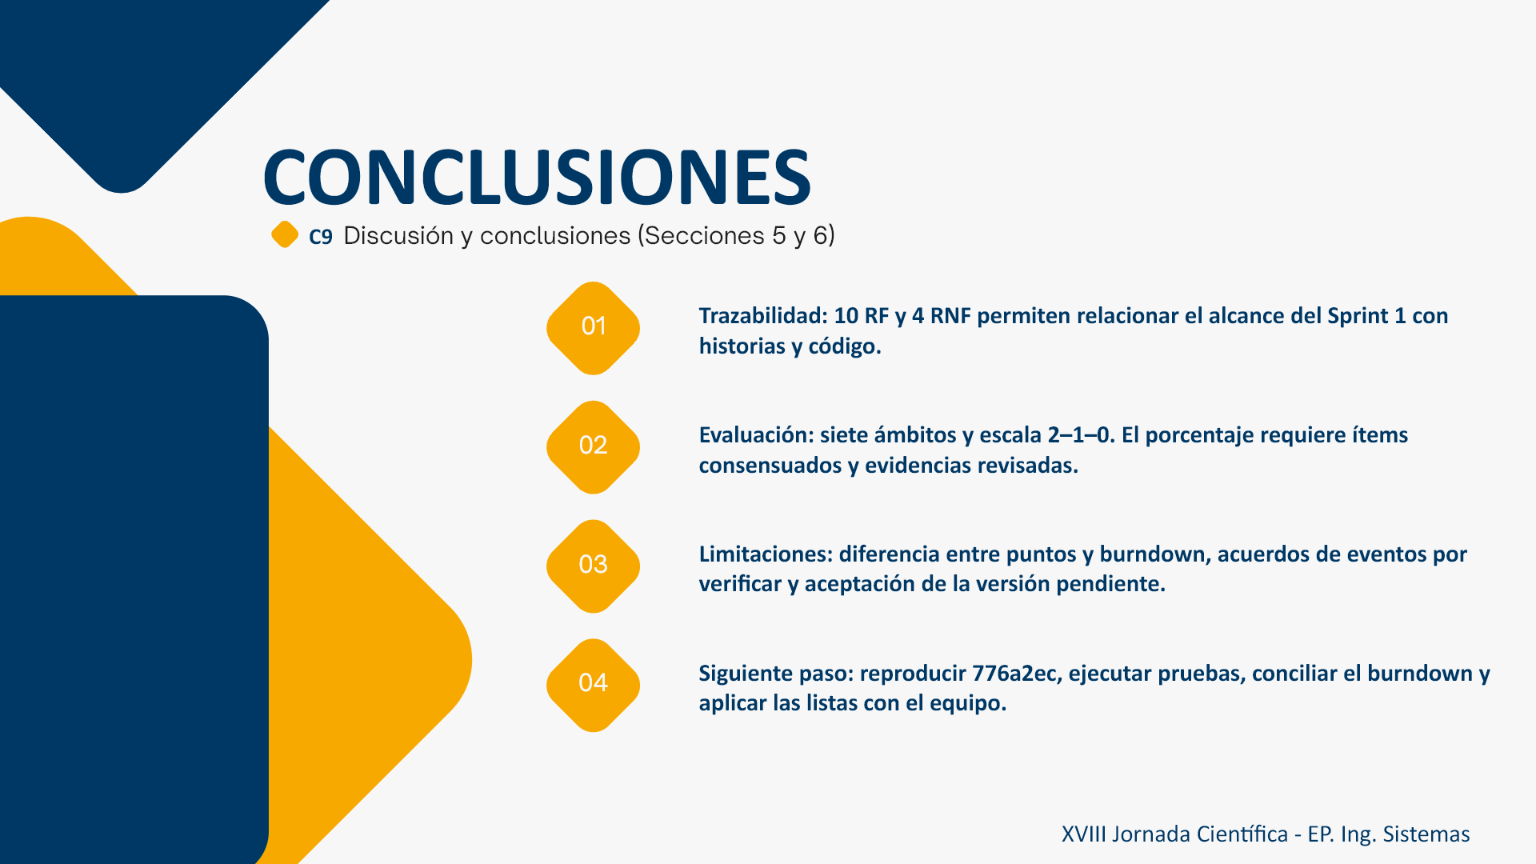 CONCLUSIONES
C9 Discusión y conclusiones (Secciones 5 y 6)
01
Trazabilidad: 10 RF y 4 RNF permiten relacionar el alcance del Sprint 1 con
historias y código.
02
Evaluación: siete ámbitos y escala 2–1–0. El porcentaje requiere ítems
consensuados y evidencias revisadas.
03
Limitaciones: diferencia entre puntos y burndown, acuerdos de eventos por
verificar y aceptación de la versión pendiente.
04
Siguiente paso: reproducir 776a2ec, ejecutar pruebas, conciliar el burndown y
aplicar las listas con el equipo.
XVIII Jornada Científica - EP. Ing. Sistemas